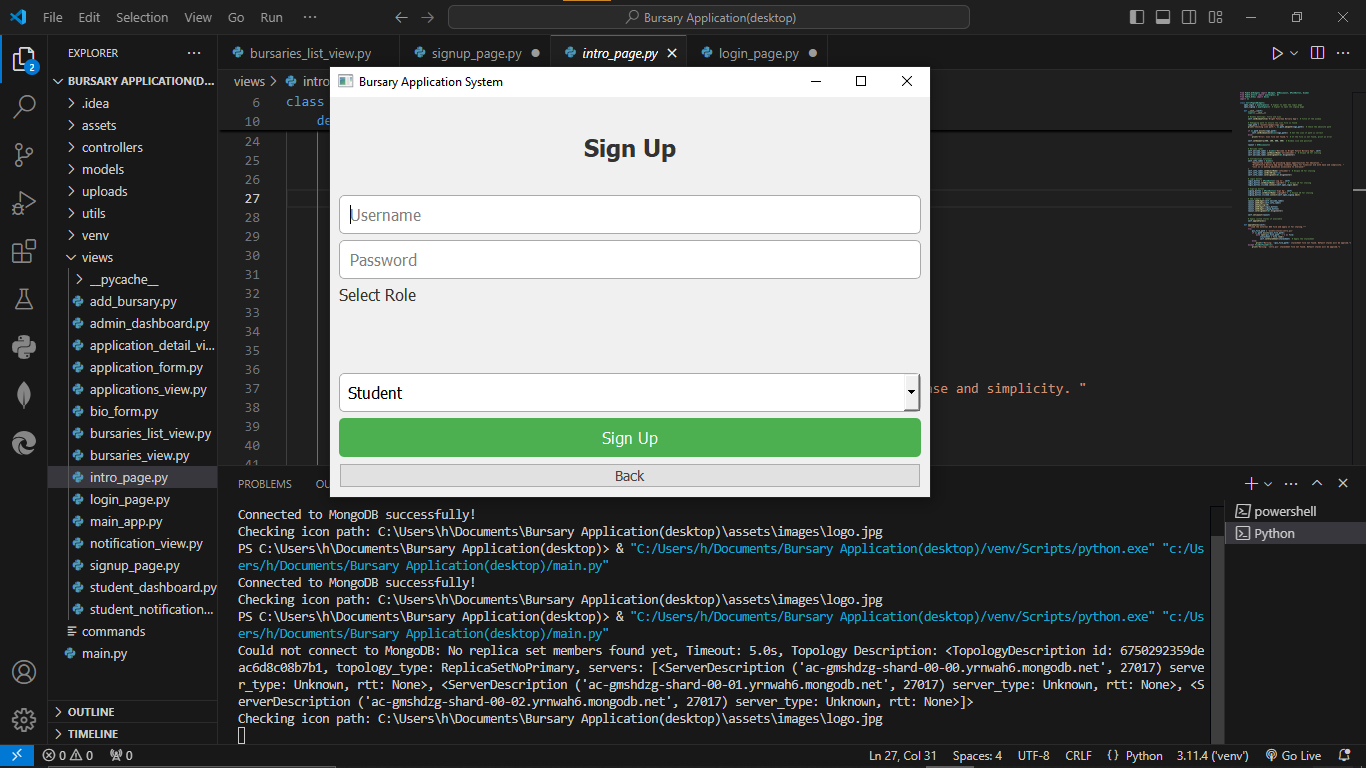 File Edit Selection View Go Run ···
Bursary Application(desktop)
EXPLORER
BURSARY APPLICATION(D...
.idea
assets
controllers
models
uploads
utils
venv
views
__pycache__
add_bursary.py
admin_dashboard.py
application_detail_vi...
application_form.py
applications_view.py
bio_form.py
bursaries_list_view.py
bursaries_view.py
intro_page.py
login_page.py
main_app.py
notification_view.py
signup_page.py
student_dashboard.py
student_notification...
commands
main.py
OUTLINE
TIMELINE
2
bursaries_list_view.py signup_page.py intro_page.py login_page.py
views > intro
6 class
10 de
24
25
26
27
28
29
30
31
32
33
34
35
36
37 ase and simplicity. "
38
39
40
41
Bursary Application System
Sign Up
Username
Password
Select Role
Student
Sign Up
Back
PROBLEMS OU
Connected to MongoDB successfully!
Checking icon path: C:\Users\h\Documents\Bursary Application(desktop)\assets\images\logo.jpg
PS C:\Users\h\Documents\Bursary Application(desktop)> & "C:/Users/h/Documents/Bursary Application(desktop)/venv/Scripts/python.exe" "c:/Us
ers/h/Documents/Bursary Application(desktop)/main.py"
Connected to MongoDB successfully!
Checking icon path: C:\Users\h\Documents\Bursary Application(desktop)\assets\images\logo.jpg
PS C:\Users\h\Documents\Bursary Application(desktop)> & "C:/Users/h/Documents/Bursary Application(desktop)/venv/Scripts/python.exe" "c:/Us
ers/h/Documents/Bursary Application(desktop)/main.py"
Could not connect to MongoDB: No replica set members found yet, Timeout: 5.0s, Topology Description: <TopologyDescription id: 6750292359de
ac6d8c08b7b1, topology_type: ReplicaSetNoPrimary, servers: [<ServerDescription ('ac-gmshdzg-shard-00-00.yrnwah6.mongodb.net', 27017) serve
r_type: Unknown, rtt: None>, <ServerDescription ('ac-gmshdzg-shard-00-01.yrnwah6.mongodb.net', 27017) server_type: Unknown, rtt: None>, <S
erverDescription ('ac-gmshdzg-shard-00-02.yrnwah6.mongodb.net', 27017) server_type: Unknown, rtt: None>]>
Checking icon path: C:\Users\h\Documents\Bursary Application(desktop)\assets\images\logo.jpg
powershell
Python
0 0 0 Ln 27, Col 31 Spaces: 4 UTF-8 CRLF {} Python 3.11.4 ('venv') Go Live